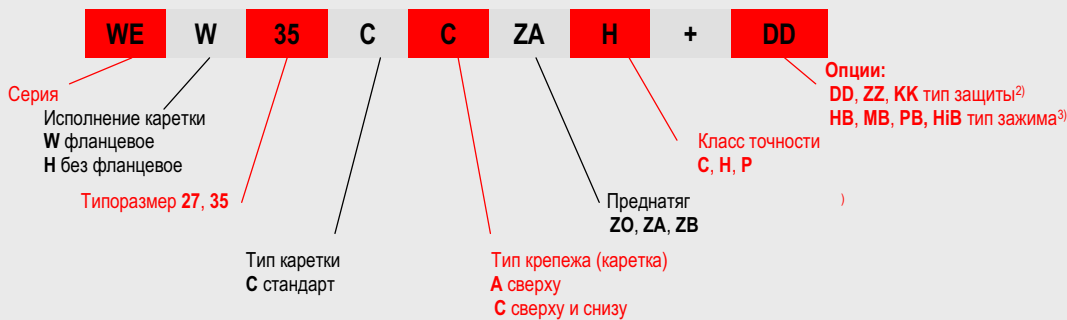 WE W 35 C C ZA H + DD
Серия
Исполнение каретки
W фланцевое
H без фланцевое
Типоразмер 27, 35
Тип каретки
C стандарт
Тип крепежа (каретка)
A сверху
C сверху и снизу
Преднатяг
ZO, ZA, ZB
Класс точности
C, H, P
Опции:
DD, ZZ, KK тип защиты2)
HB, MB, PB, HiB тип зажима3)
)